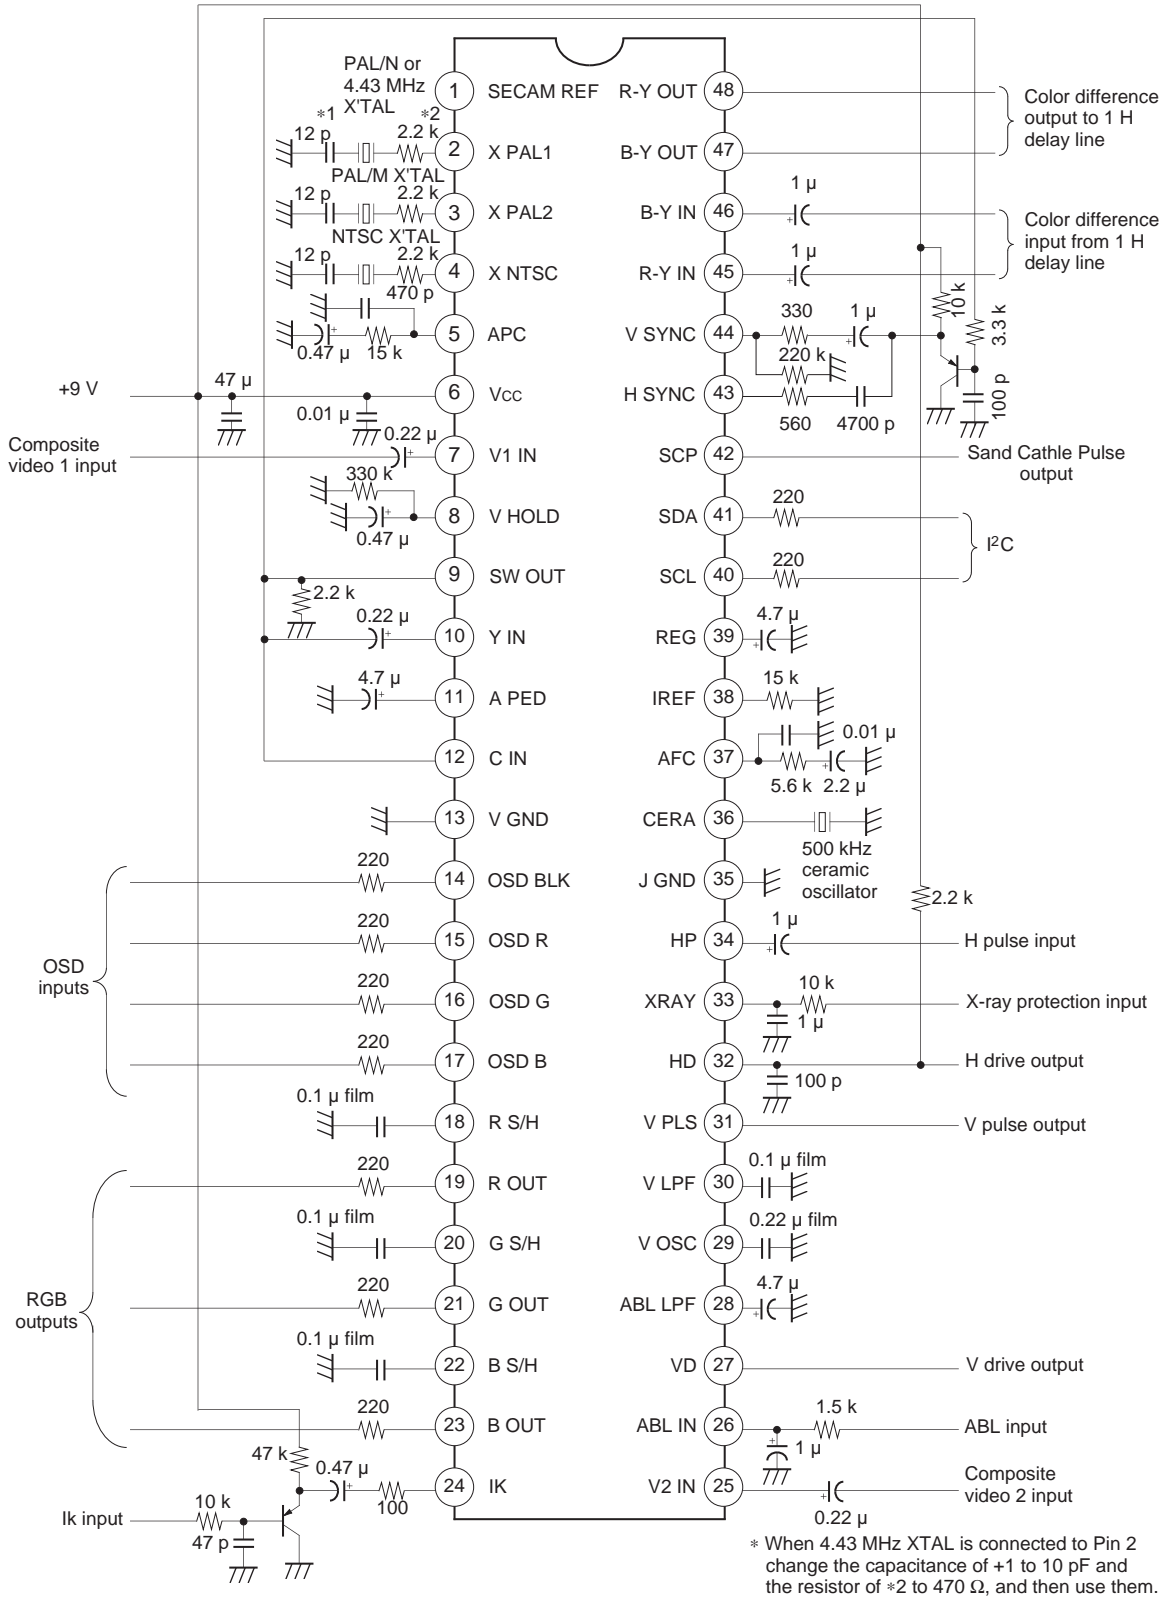 PAL/N or
4.43 MHz
X'TAL
*1
*2
12 p
2.2 k
1
SECAM REF
R-Y OUT
48
Color difference
output to 1 H
delay line
2
X PAL1
B-Y OUT
47
PAL/M X'TAL
12 p
2.2 k
3
X PAL2
B-Y IN
46
1 µ
Color difference
input from 1 H
delay line
NTSC X'TAL
12 p
2.2 k
4
X NTSC
R-Y IN
45
1 µ
470 p
0.47 µ
15 k
5
APC
V SYNC
44
330
1 µ
10 k
3.3 k
220 k
+9 V
47 µ
0.01 µ
6
Vcc
H SYNC
43
560
4700 p
100 p
Composite
video 1 input
0.22 µ
7
V1 IN
SCP
42
Sand Cathle Pulse
output
330 k
0.47 µ
8
V HOLD
SDA
41
220
I²C
9
SW OUT
SCL
40
220
2.2 k
0.22 µ
10
Y IN
REG
39
4.7 µ
4.7 µ
11
A PED
IREF
38
15 k
12
C IN
AFC
37
0.01 µ
5.6 k
2.2 µ
13
V GND
CERA
36
500 kHz
ceramic
oscillator
220
14
OSD BLK
J GND
35
2.2 k
220
15
OSD R
HP
34
1 µ
H pulse input
OSD
inputs
220
16
OSD G
XRAY
33
10 k
1 µ
X-ray protection input
220
17
OSD B
HD
32
100 p
H drive output
0.1 µ film
18
R S/H
V PLS
31
V pulse output
220
19
R OUT
V LPF
30
0.1 µ film
0.1 µ film
20
G S/H
V OSC
29
0.22 µ film
RGB
outputs
220
21
G OUT
ABL LPF
28
4.7 µ
0.1 µ film
22
B S/H
VD
27
V drive output
220
23
B OUT
ABL IN
26
1.5 k
1 µ
ABL input
47 k
0.47 µ
100
24
IK
V2 IN
25
0.22 µ
Composite
video 2 input
Ik input
10 k
47 p
* When 4.43 MHz XTAL is connected to Pin 2
change the capacitance of +1 to 10 pF and
the resistor of *2 to 470 Ω, and then use them.